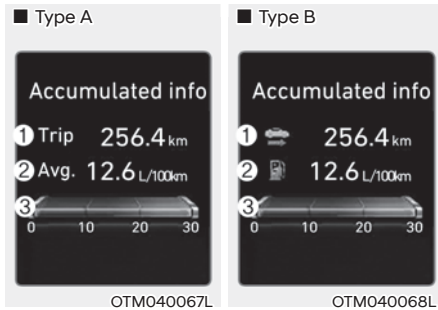 ■ Type A
Accumulated info
① Trip 256.4 km
② Avg. 12.6 L/100km
③
0 10 20 30
OTM040067L
■ Type B
Accumulated info
① 256.4 km
② 12.6 L/100km
③
0 10 20 30
OTM040068L